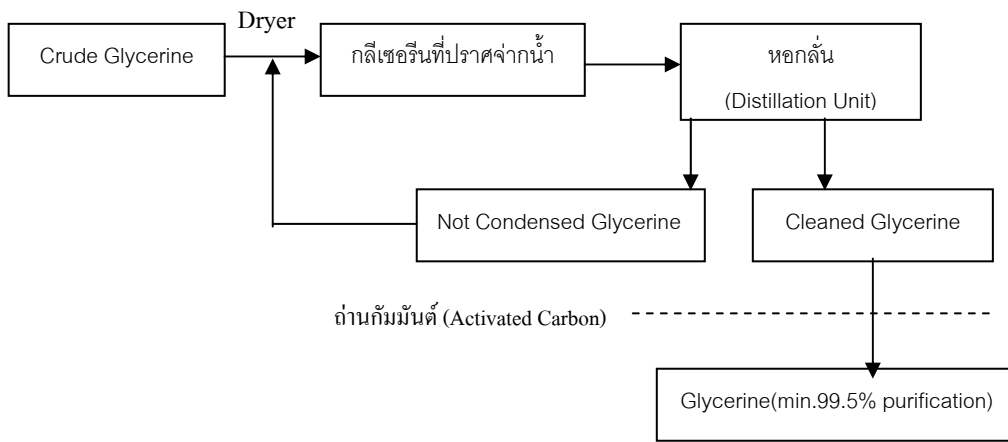 Dryer
Crude Glycerine
กลีเซอรีนที่ปราศจ่ากน้ำ
หอกลั่น
(Distillation Unit)
Not Condensed Glycerine
Cleaned Glycerine
ถ่านกัมมันต์ (Activated Carbon)
Glycerine(min.99.5% purification)